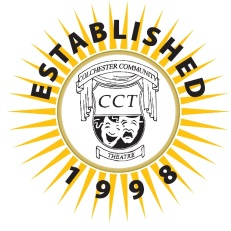 ESTABLISHED
COLCHESTER COMMUNITY
CCT
THEATRE
1998